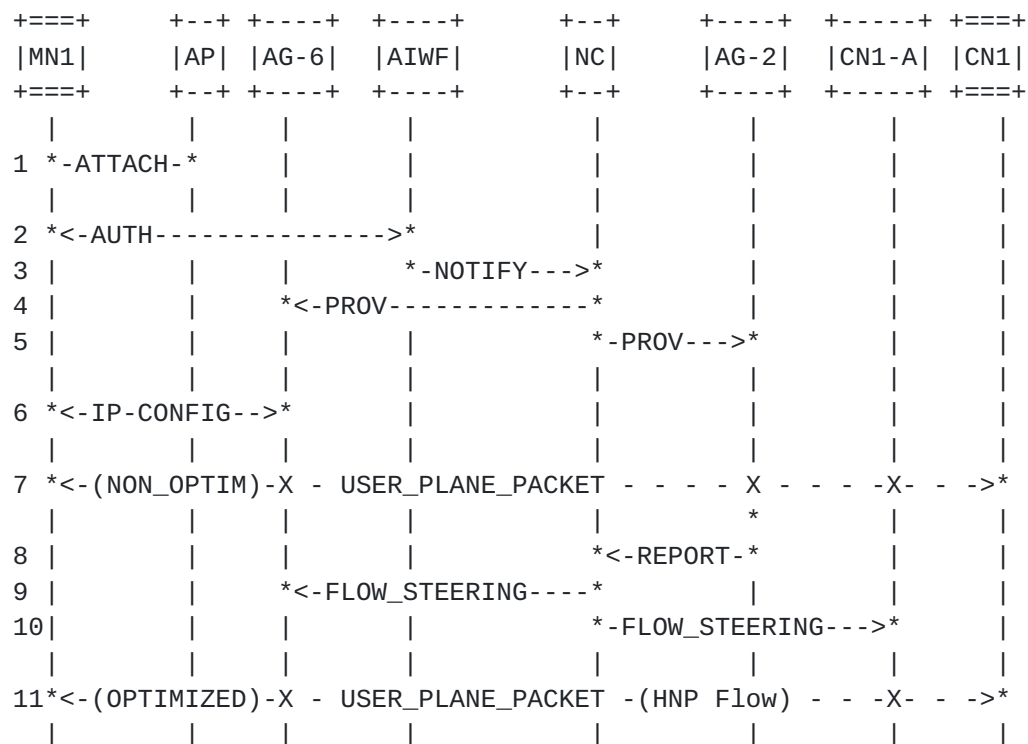 +===+     +--+ +----+  +----+      +--+     +----+  +-----+ +===+
|MN1|     |AP| |AG-6|  |AIWF|      |NC|     |AG-2|  |CN1-A| |CN1|
+===+     +--+ +----+  +----+      +--+     +----+  +-----+ +===+
  |        |     |       |           |         |        |      |
1 *-ATTACH-*     |       |           |         |        |      |
  |        |     |       |           |         |        |      |
2 *<-AUTH--------------->*           |         |        |      |
3 |        |     |       *-NOTIFY--->*         |        |      |
4 |        |     *<-PROV-------------*         |        |      |
5 |        |     |       |           *-PROV--->*        |      |
  |        |     |       |           |         |        |      |
6 *<-IP-CONFIG-->*       |           |         |        |      |
  |        |     |       |           |         |        |      |
7 *<-(NON_OPTIM)-X - USER_PLANE_PACKET - - - - X - - - -X- - ->*
  |        |     |       |           |         *        |      |
8 |        |     |       |           *<-REPORT-*        |      |
9 |        |     *<-FLOW_STEERING----*         |        |      |
10|        |     |       |           *-FLOW_STEERING--->*      |
  |        |     |       |           |         |        |      |
11*<-(OPTIMIZED)-X - USER_PLANE_PACKET -(HNP Flow) - - -X- - ->*
  |        |     |       |           |         |        |      |